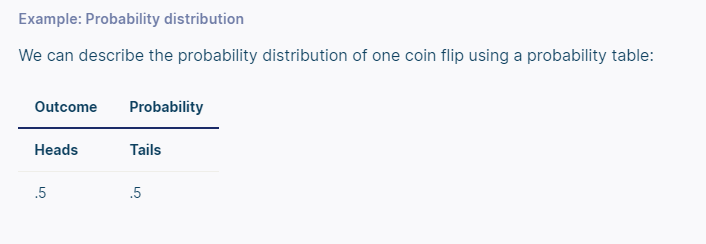 Example: Probability distribution
We can describe the probability distribution of one coin flip using a probability table:
Outcome Probability
Heads Tails
.5 .5